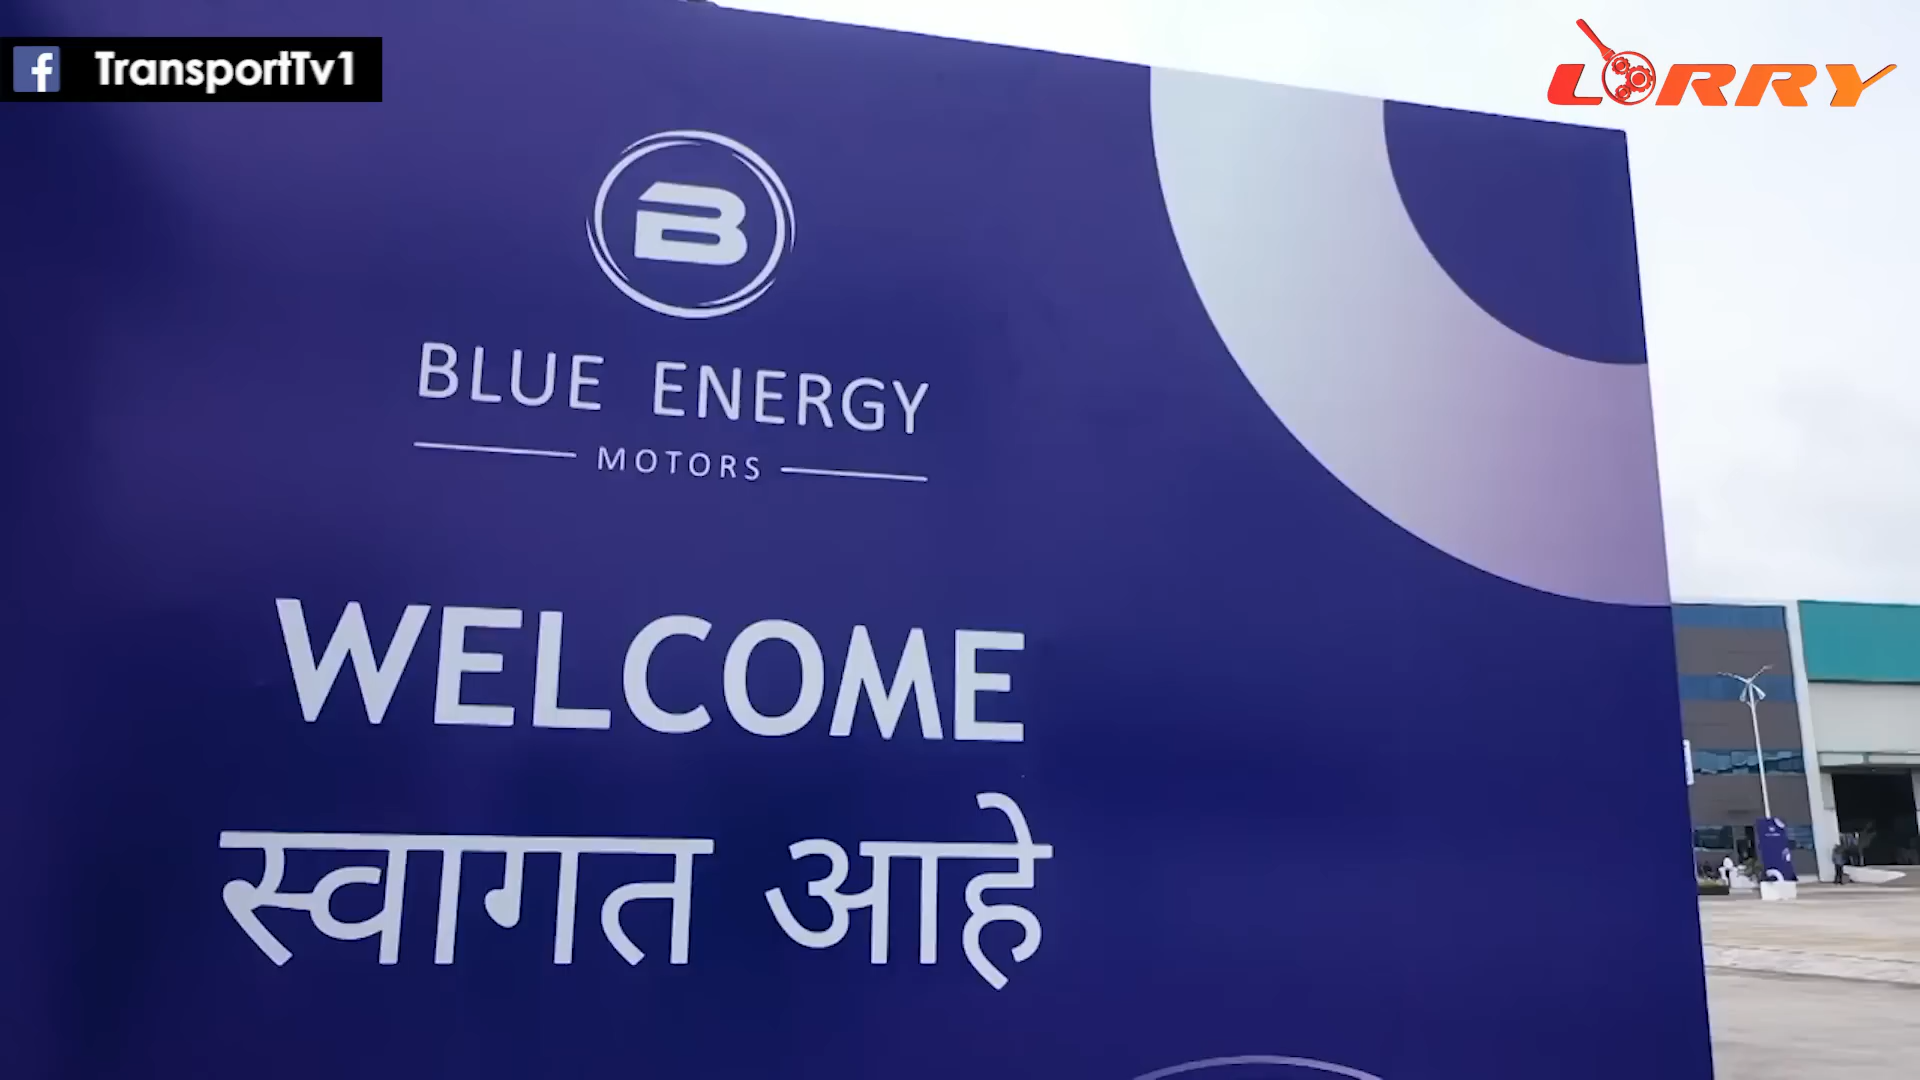 TransportTv1
LORRY
B
BLUE ENERGY
MOTORS
WELCOME
स्वागत आहे